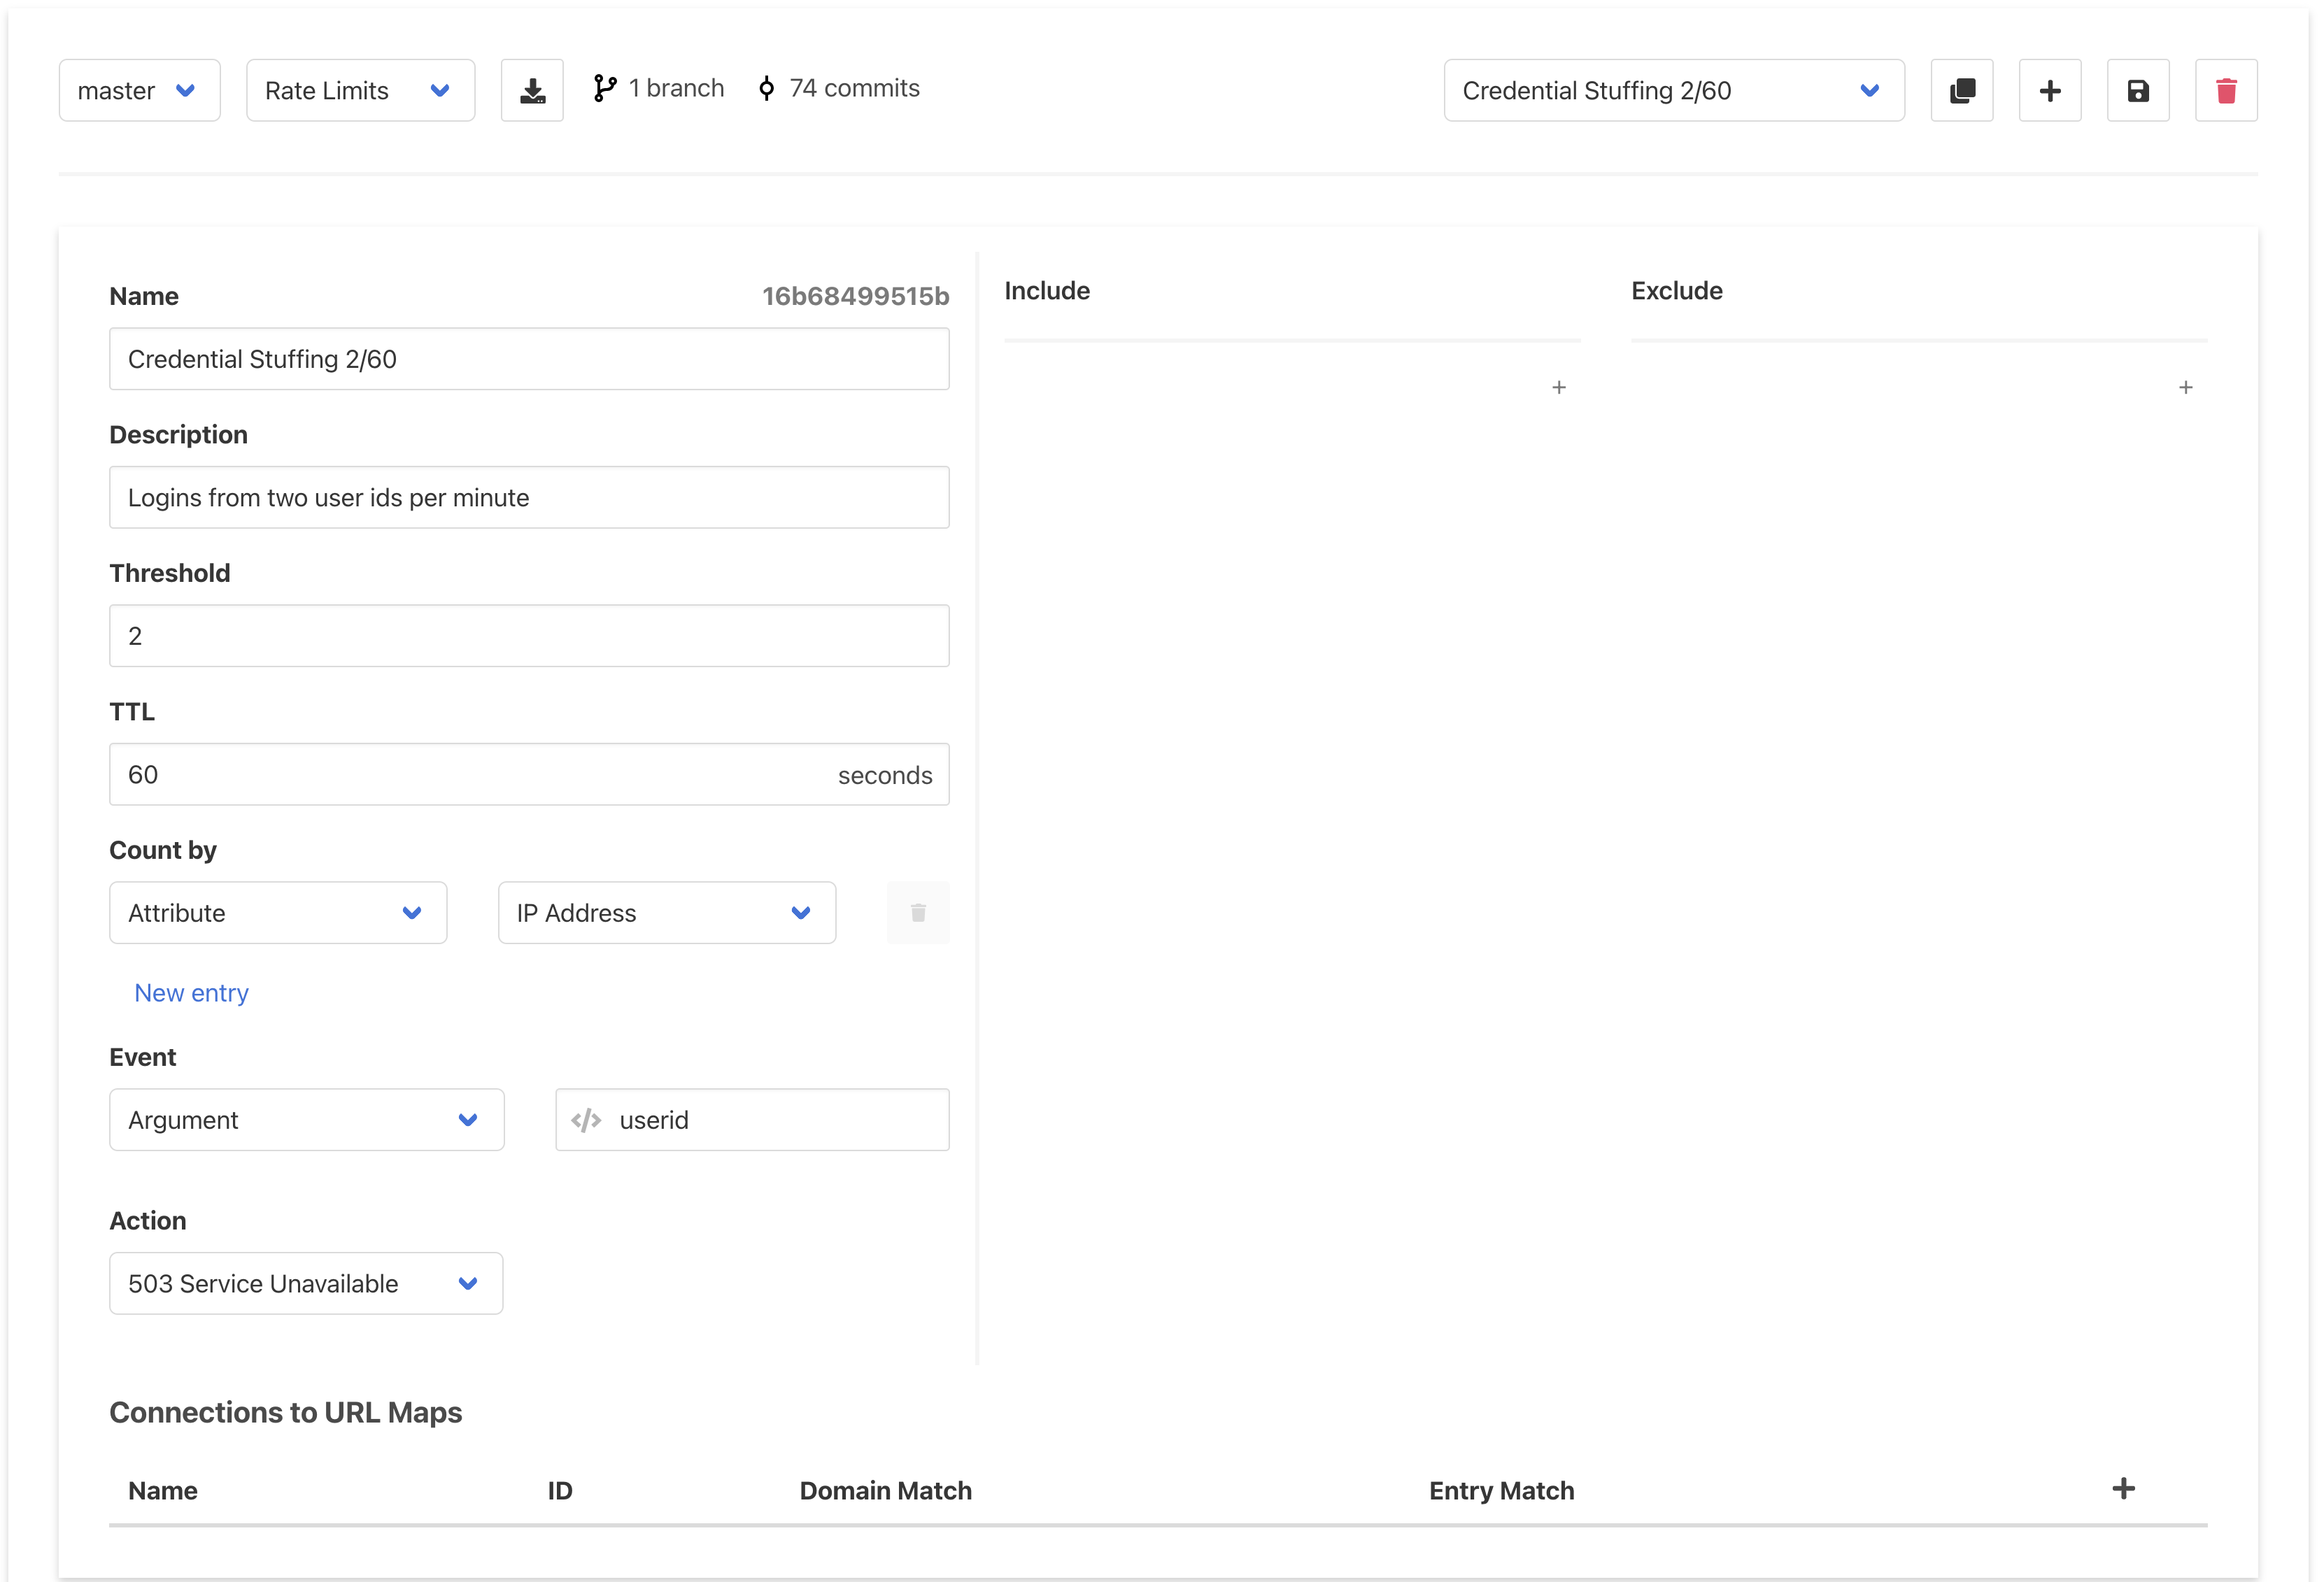 master
Rate Limits
1 branch
74 commits
Credential Stuffing 2/60
Name
16b68499515b
Credential Stuffing 2/60
Description
Logins from two user ids per minute
Threshold
2
TTL
60
seconds
Count by
Attribute
IP Address
New entry
Event
Argument
userid
Action
503 Service Unavailable
Include
+
Exclude
+
Connections to URL Maps
Name
ID
Domain Match
Entry Match